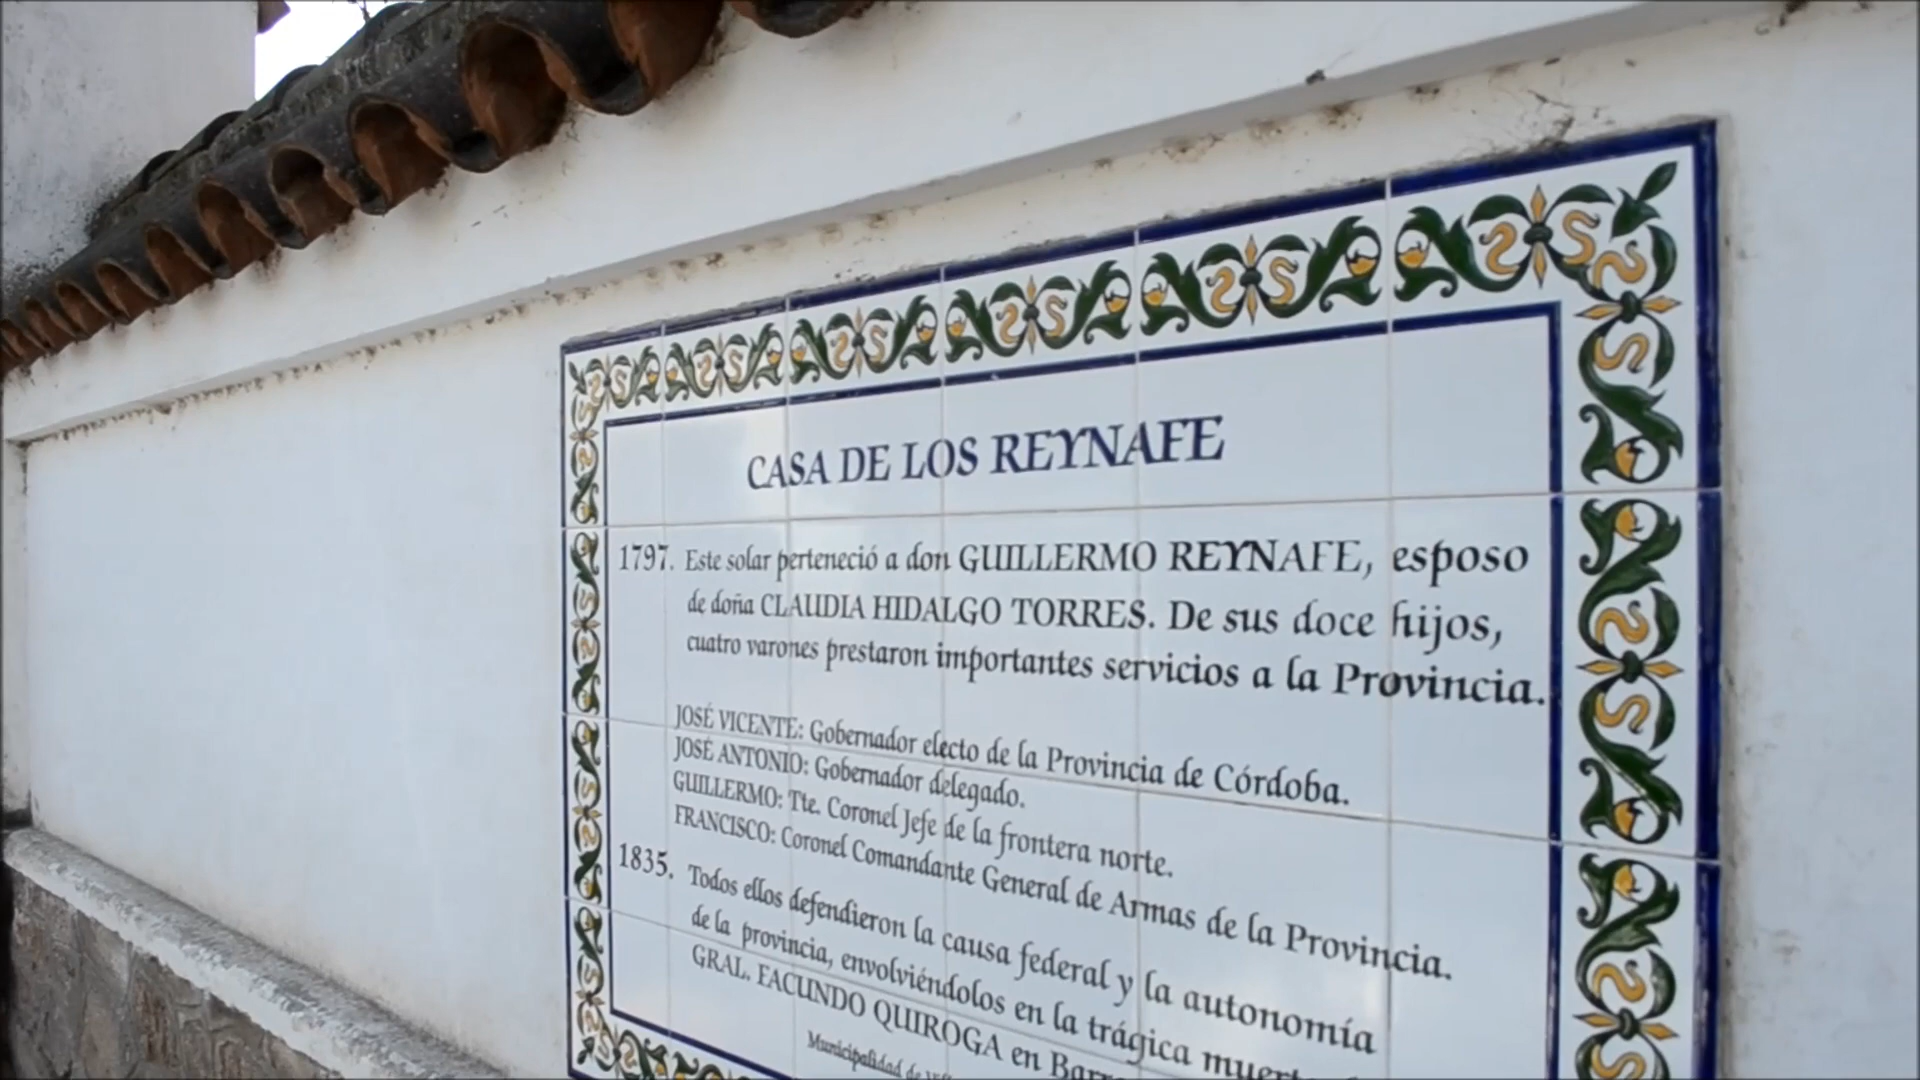 CASA DE LOS REYNAFE
1797. Este solar perteneció a don GUILLERMO REYNAFE, esposo
de doña CLAUDIA HIDALGO TORRES. De sus doce hijos,
cuatro varones prestaron importantes servicios a la Provincia.
JOSÉ VICENTE: Gobernador electo de la Provincia de Córdoba.
JOSÉ ANTONIO: Gobernador delegado.
GUILLERMO: Tte. Coronel Jefe de la frontera norte.
FRANCISCO: Coronel Comandante General de Armas de la Provincia.
1835. Todos ellos defendieron la causa federal y la autonomía
de la provincia, envolviéndolos en la trágica
GRAL. FACUNDO QUIROGA en
Municipalidad de